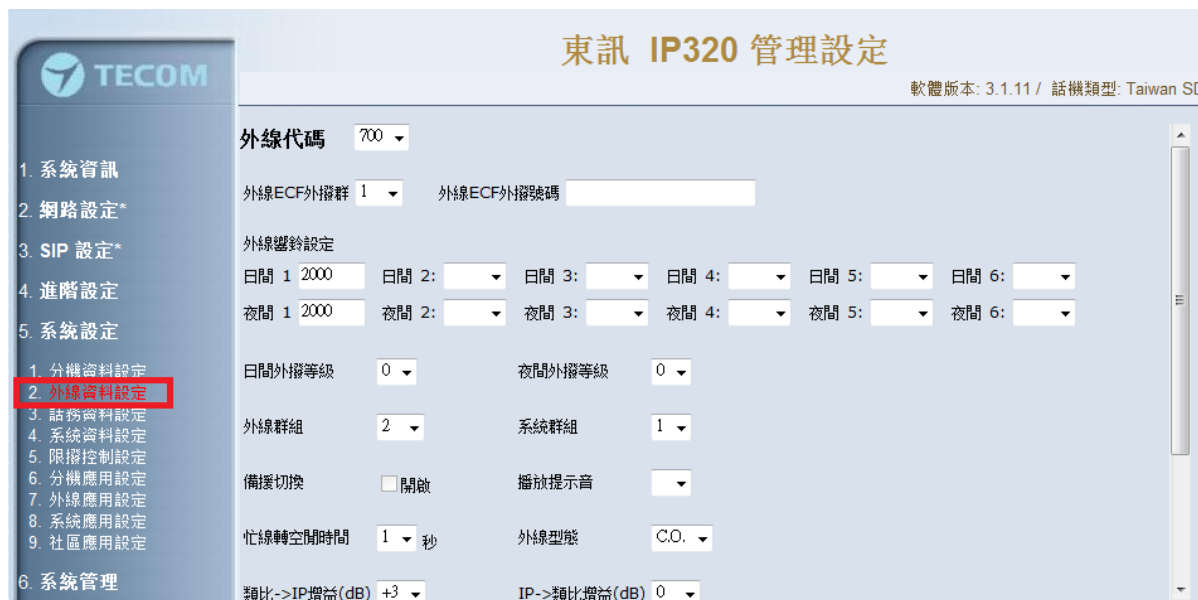 TECOM
東訊 IP320 管理設定
軟體版本: 3.1.11 / 話機類型: Taiwan SD
1. 系統資訊
2. 網路設定*
3. SIP 設定*
4. 進階設定
5. 系統設定
1. 分機資料設定
2. 外線資料設定
3. 話務資料設定
4. 系統資料設定
5. 限撥控制設定
6. 分機應用設定
7. 外線應用設定
8. 系統應用設定
9. 社區應用設定
6. 系統管理
外線代碼 700
外線ECF外撥群 1 外線ECF外撥號碼
外線響鈴設定
日間 1 2000 日間 2: 日間 3: 日間 4: 日間 5: 日間 6:
夜間 1 2000 夜間 2: 夜間 3: 夜間 4: 夜間 5: 夜間 6:
日間外撥等級 0 夜間外撥等級 0
外線群組 2 系統群組 1
備援切換 開啟 播放提示音
忙線轉空閒時間 1 秒 外線型態 C.O.
類比->IP增益(dB) +3 IP->類比增益(dB) 0